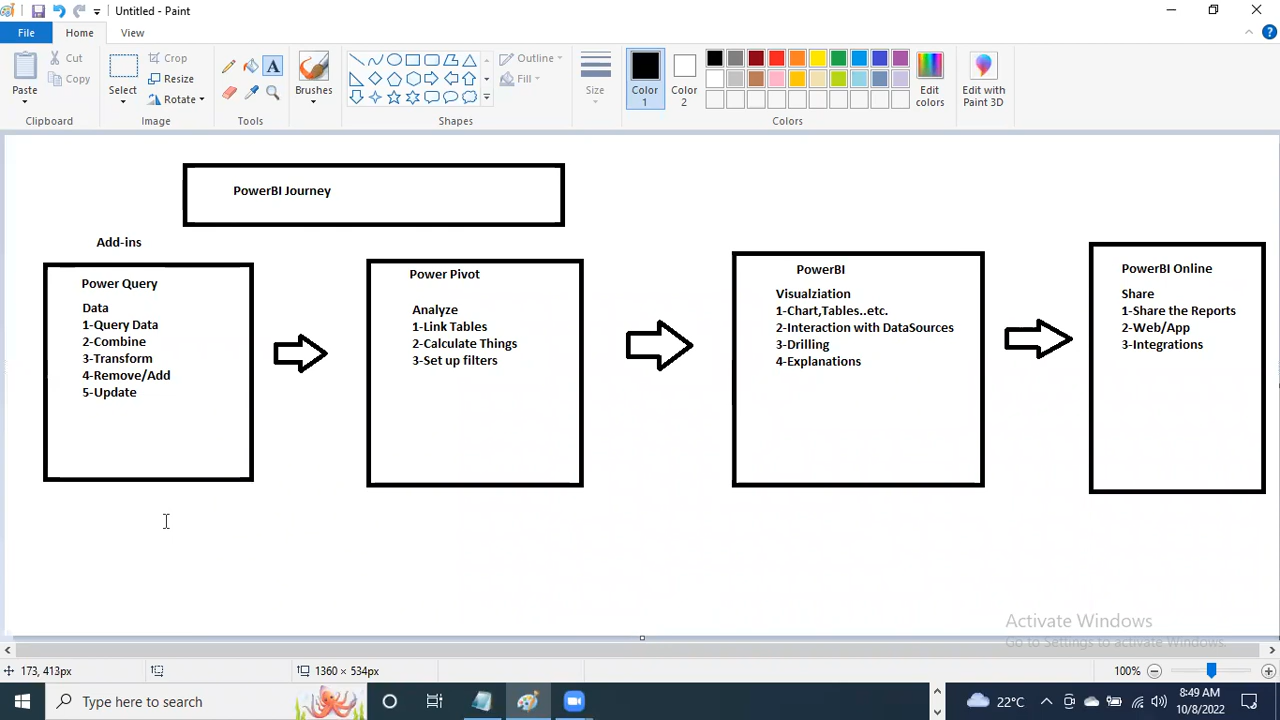 Untitled - Paint
File
Home
View
Paste
Cut
Copy
Clipboard
Select
Crop
Resize
Rotate
Image
A
Tools
Brushes
Shapes
Outline
Fill
Size
Color
1
Color
2
Edit
colors
Colors
Edit with
Paint 3D
PowerBI Journey
Add-ins
Power Query
Data
1-Query Data
2-Combine
3-Transform
4-Remove/Add
5-Update
Power Pivot
Analyze
1-Link Tables
2-Calculate Things
3-Set up filters
PowerBI
Visualziation
1-Chart,Tables..etc.
2-Interaction with DataSources
3-Drilling
4-Explanations
PowerBI Online
Share
1-Share the Reports
2-Web/App
3-Integrations
Activate Windows
Go to Settings to activate Windows.
173, 413px
1360 × 534px
100%
Type here to search
22°C
8:49 AM
10/8/2022